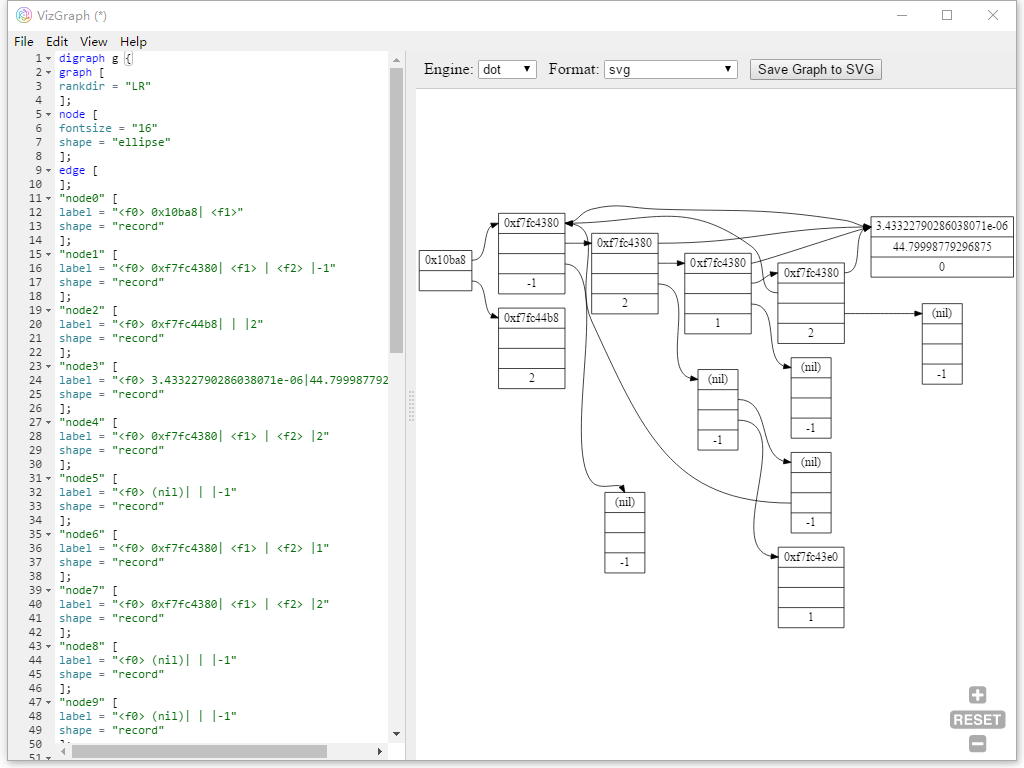 VizGraph (*)
File Edit View Help
1 digraph g {
2 graph [
3 rankdir = "LR"
4 ];
5 node [
6 fontsize = "16"
7 shape = "ellipse"
8 ];
9 edge [
10 ];
11 "node0" [
12 label = "<f0> 0x10ba8| <f1>"
13 shape = "record"
14 ];
15 "node1" [
16 label = "<f0> 0xf7fc4380| <f1> | <f2> |-1"
17 shape = "record"
18 ];
19 "node2" [
20 label = "<f0> 0xf7fc44b8| | |2"
21 shape = "record"
22 ];
23 "node3" [
24 label = "<f0> 3.43322790286038071e-06|44.799987792
25 shape = "record"
26 ];
27 "node4" [
28 label = "<f0> 0xf7fc4380| <f1> | <f2> |2"
29 shape = "record"
30 ];
31 "node5" [
32 label = "<f0> (nil)| | |-1"
33 shape = "record"
34 ];
35 "node6" [
36 label = "<f0> 0xf7fc4380| <f1> | <f2> |1"
37 shape = "record"
38 ];
39 "node7" [
40 label = "<f0> 0xf7fc4380| <f1> | <f2> |2"
41 shape = "record"
42 ];
43 "node8" [
44 label = "<f0> (nil)| | |-1"
45 shape = "record"
46 ];
47 "node9" [
48 label = "<f0> (nil)| | |-1"
49 shape = "record"
50 ];
51
Engine: dot Format: svg Save Graph to SVG
0x10ba8
0xf7fc4380
-1
0xf7fc44b8
2
0xf7fc4380
2
0xf7fc4380
1
0xf7fc4380
2
3.43322790286038071e-06
44.79998779296875
0
(nil)
-1
(nil)
-1
(nil)
-1
(nil)
-1
(nil)
-1
0xf7fc43e0
1
RESET